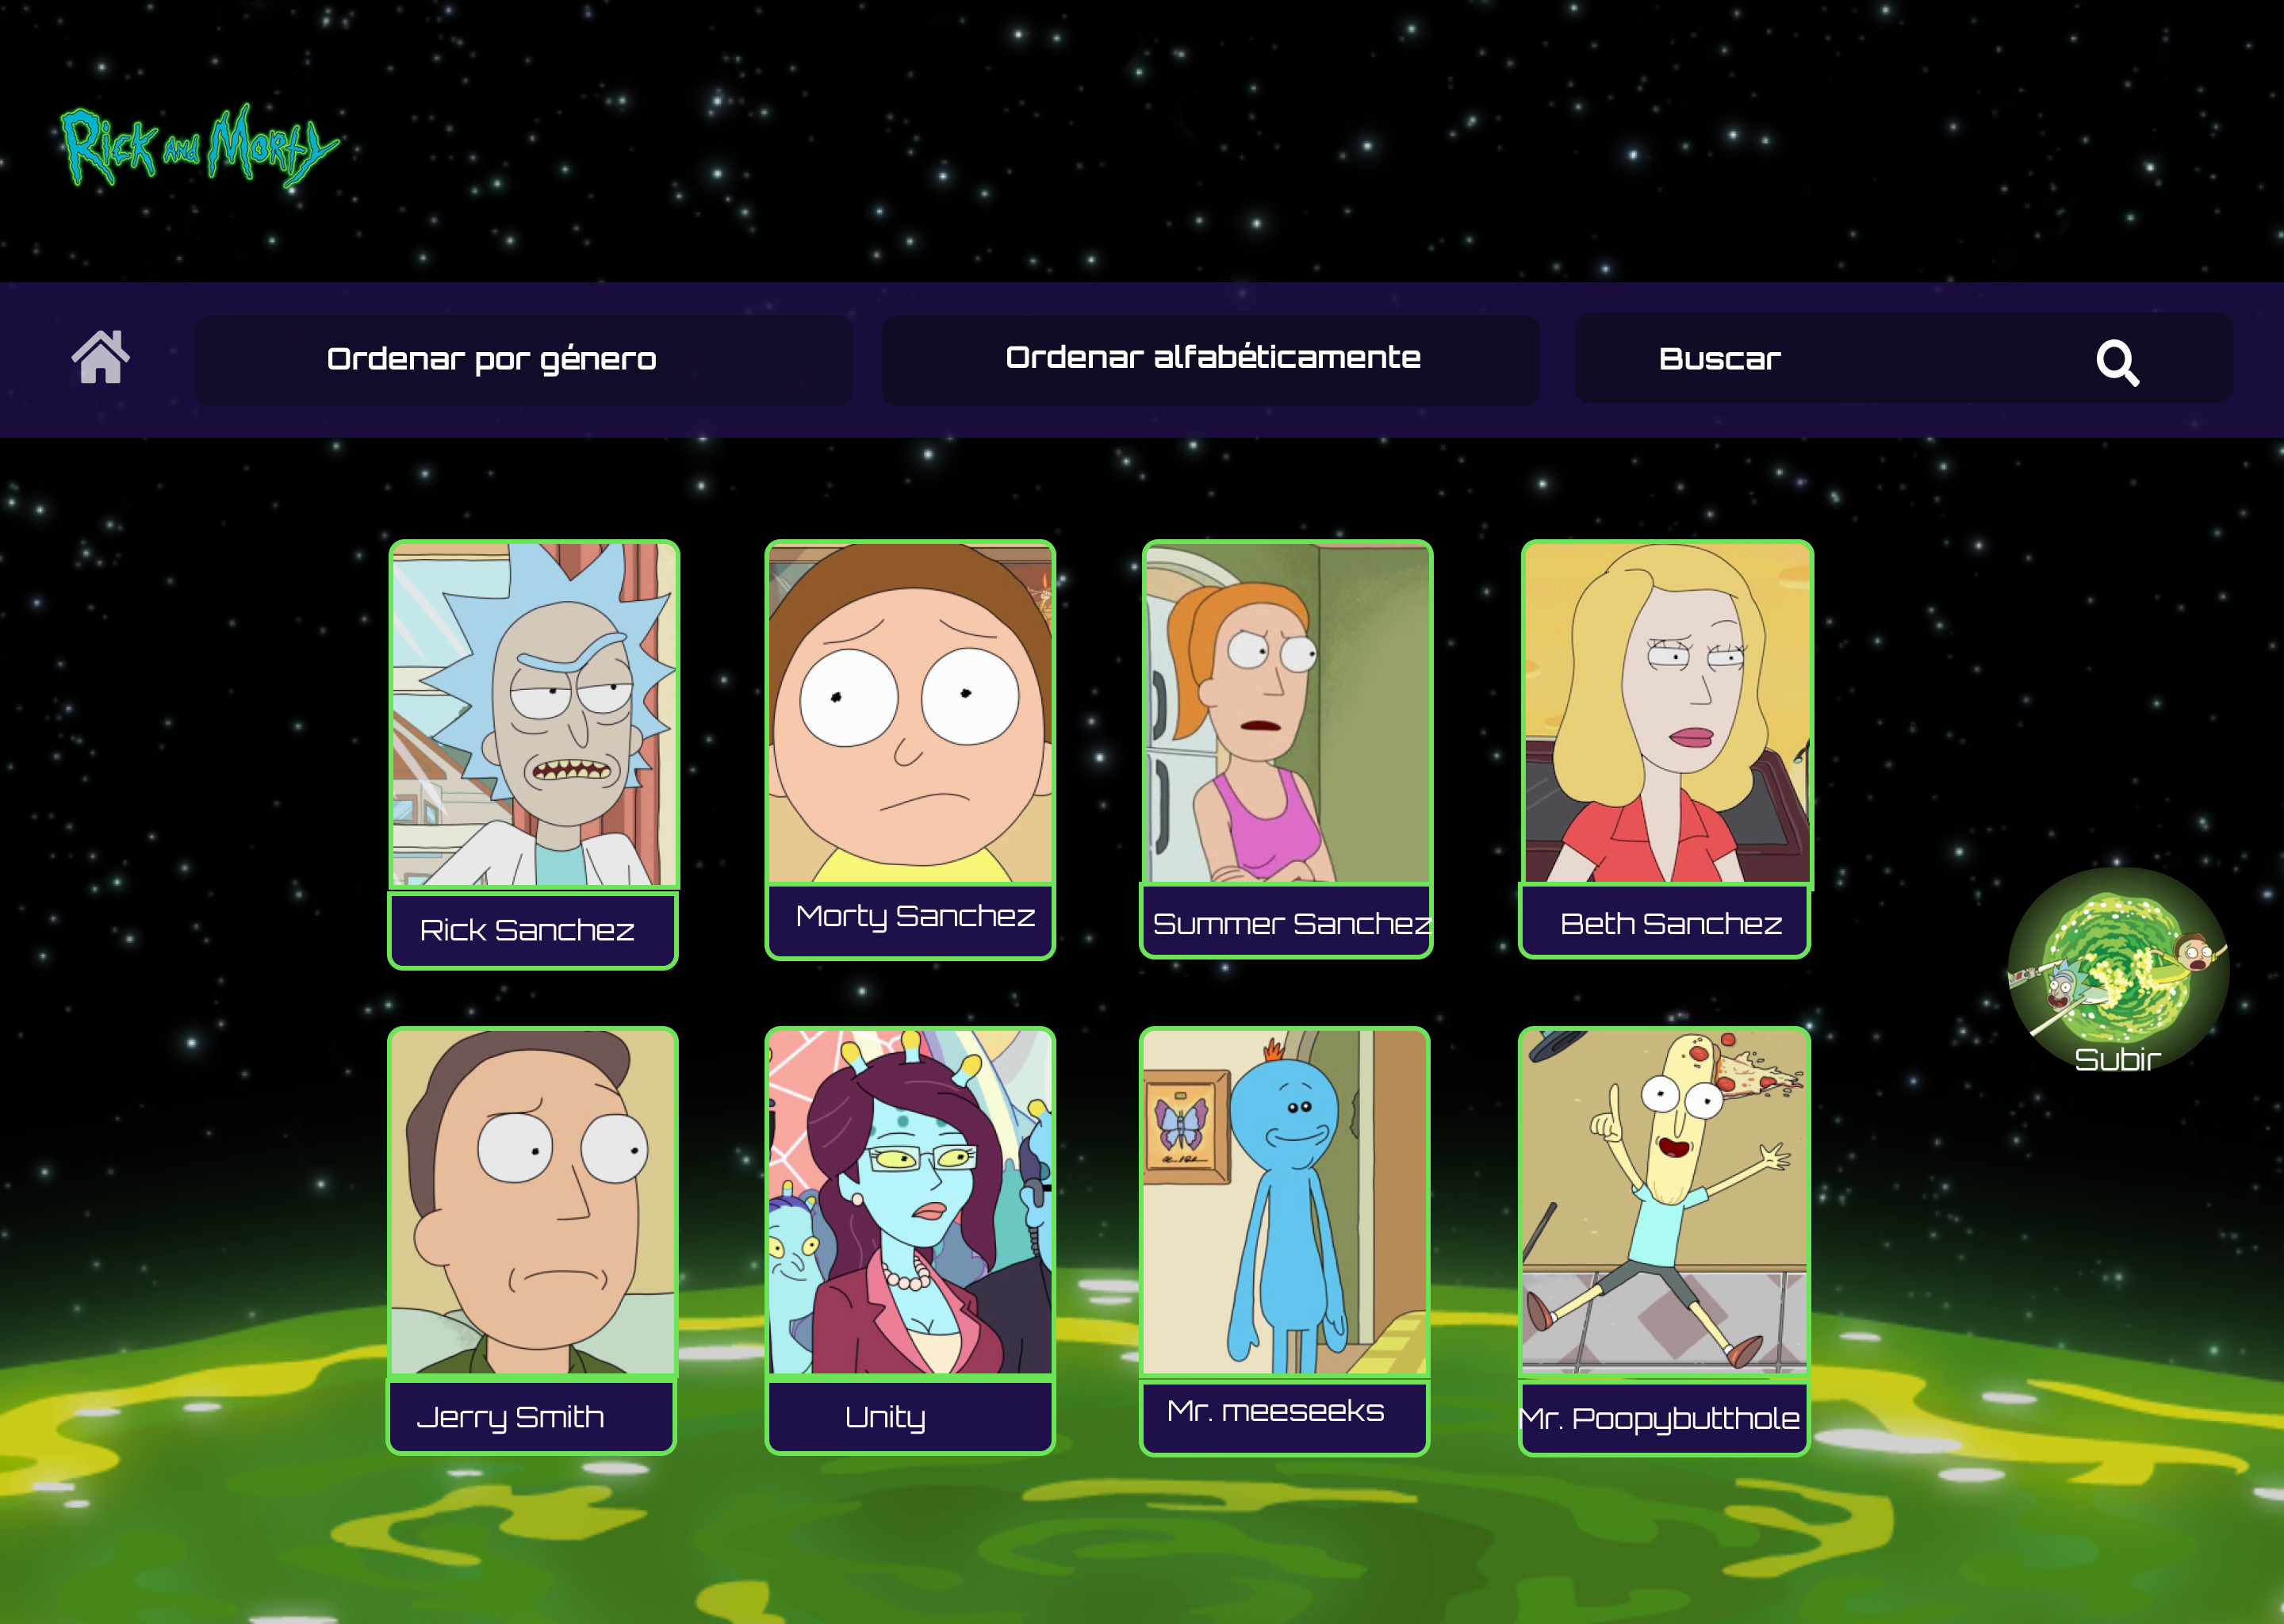 Rick and Morty
Ordenar por género
Ordenar alfabéticamente
Buscar
Rick Sanchez
Morty Sanchez
Summer Sanchez
Beth Sanchez
Subir
Jerry Smith
Unity
Mr. meeseeks
Mr. Poopybutthole